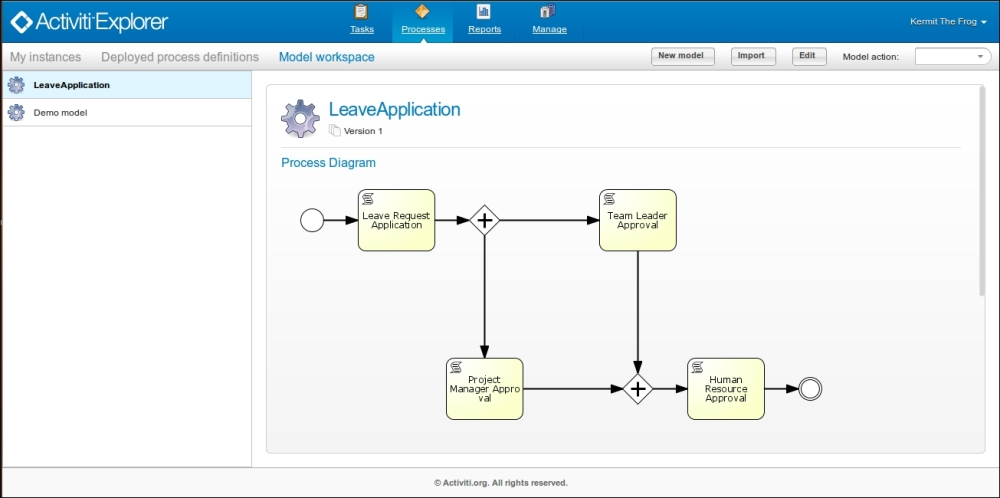 Activiti Explorer
Tasks
Processes
Reports
Manage
Kermit The Frog
My instances
Deployed process definitions
Model workspace
New model
Import
Edit
Model action:
LeaveApplication
Demo model
LeaveApplication
Version 1
Process Diagram
Leave Request
Application
Team Leader
Approval
Project
Manager Appro
val
Human
Resource
Approval
© Activiti.org. All rights reserved.